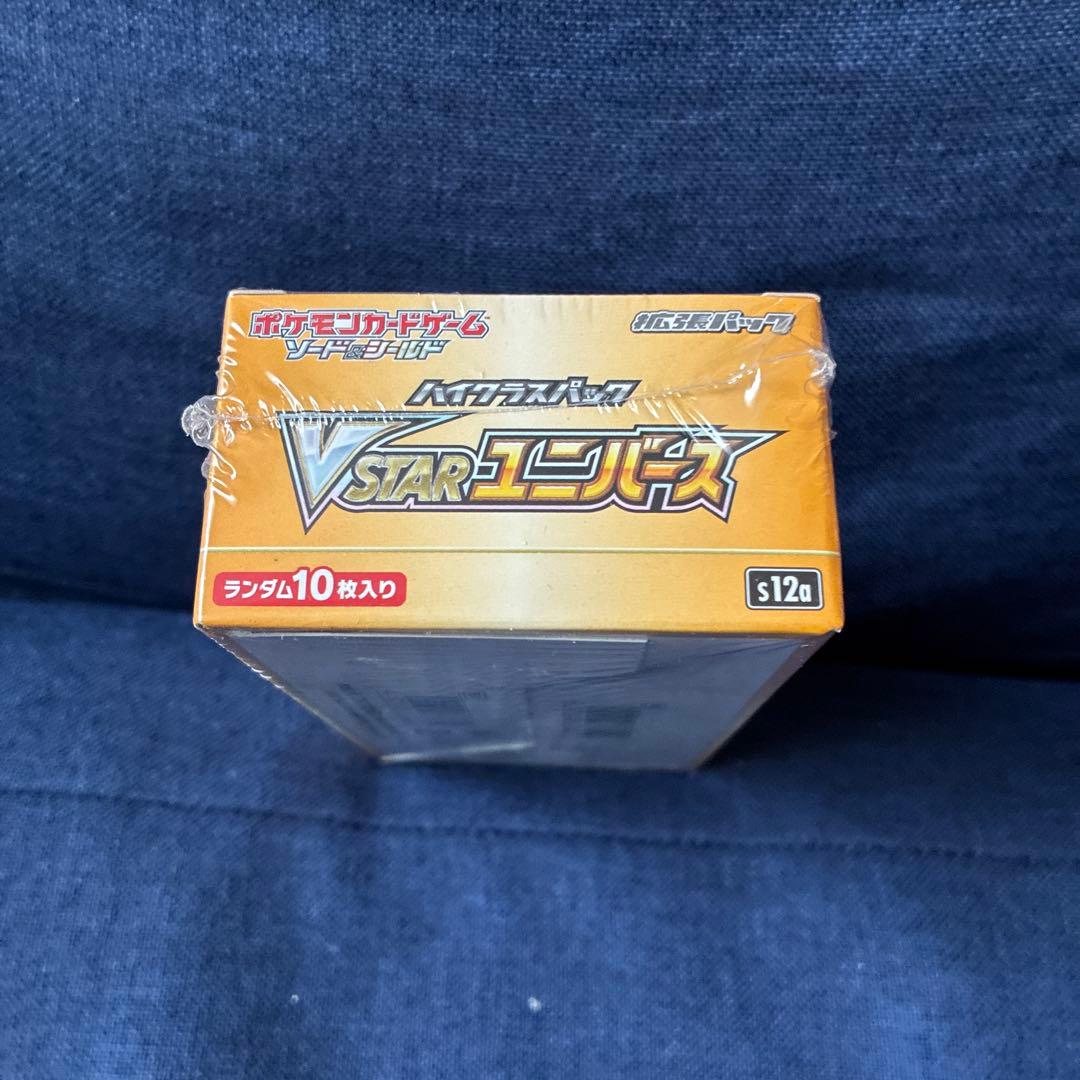 ポケモンカードゲーム
ソード&シールド
拡張パック
ハイクラスパック
VSTARユニバース
ランダム10枚入り
s12a